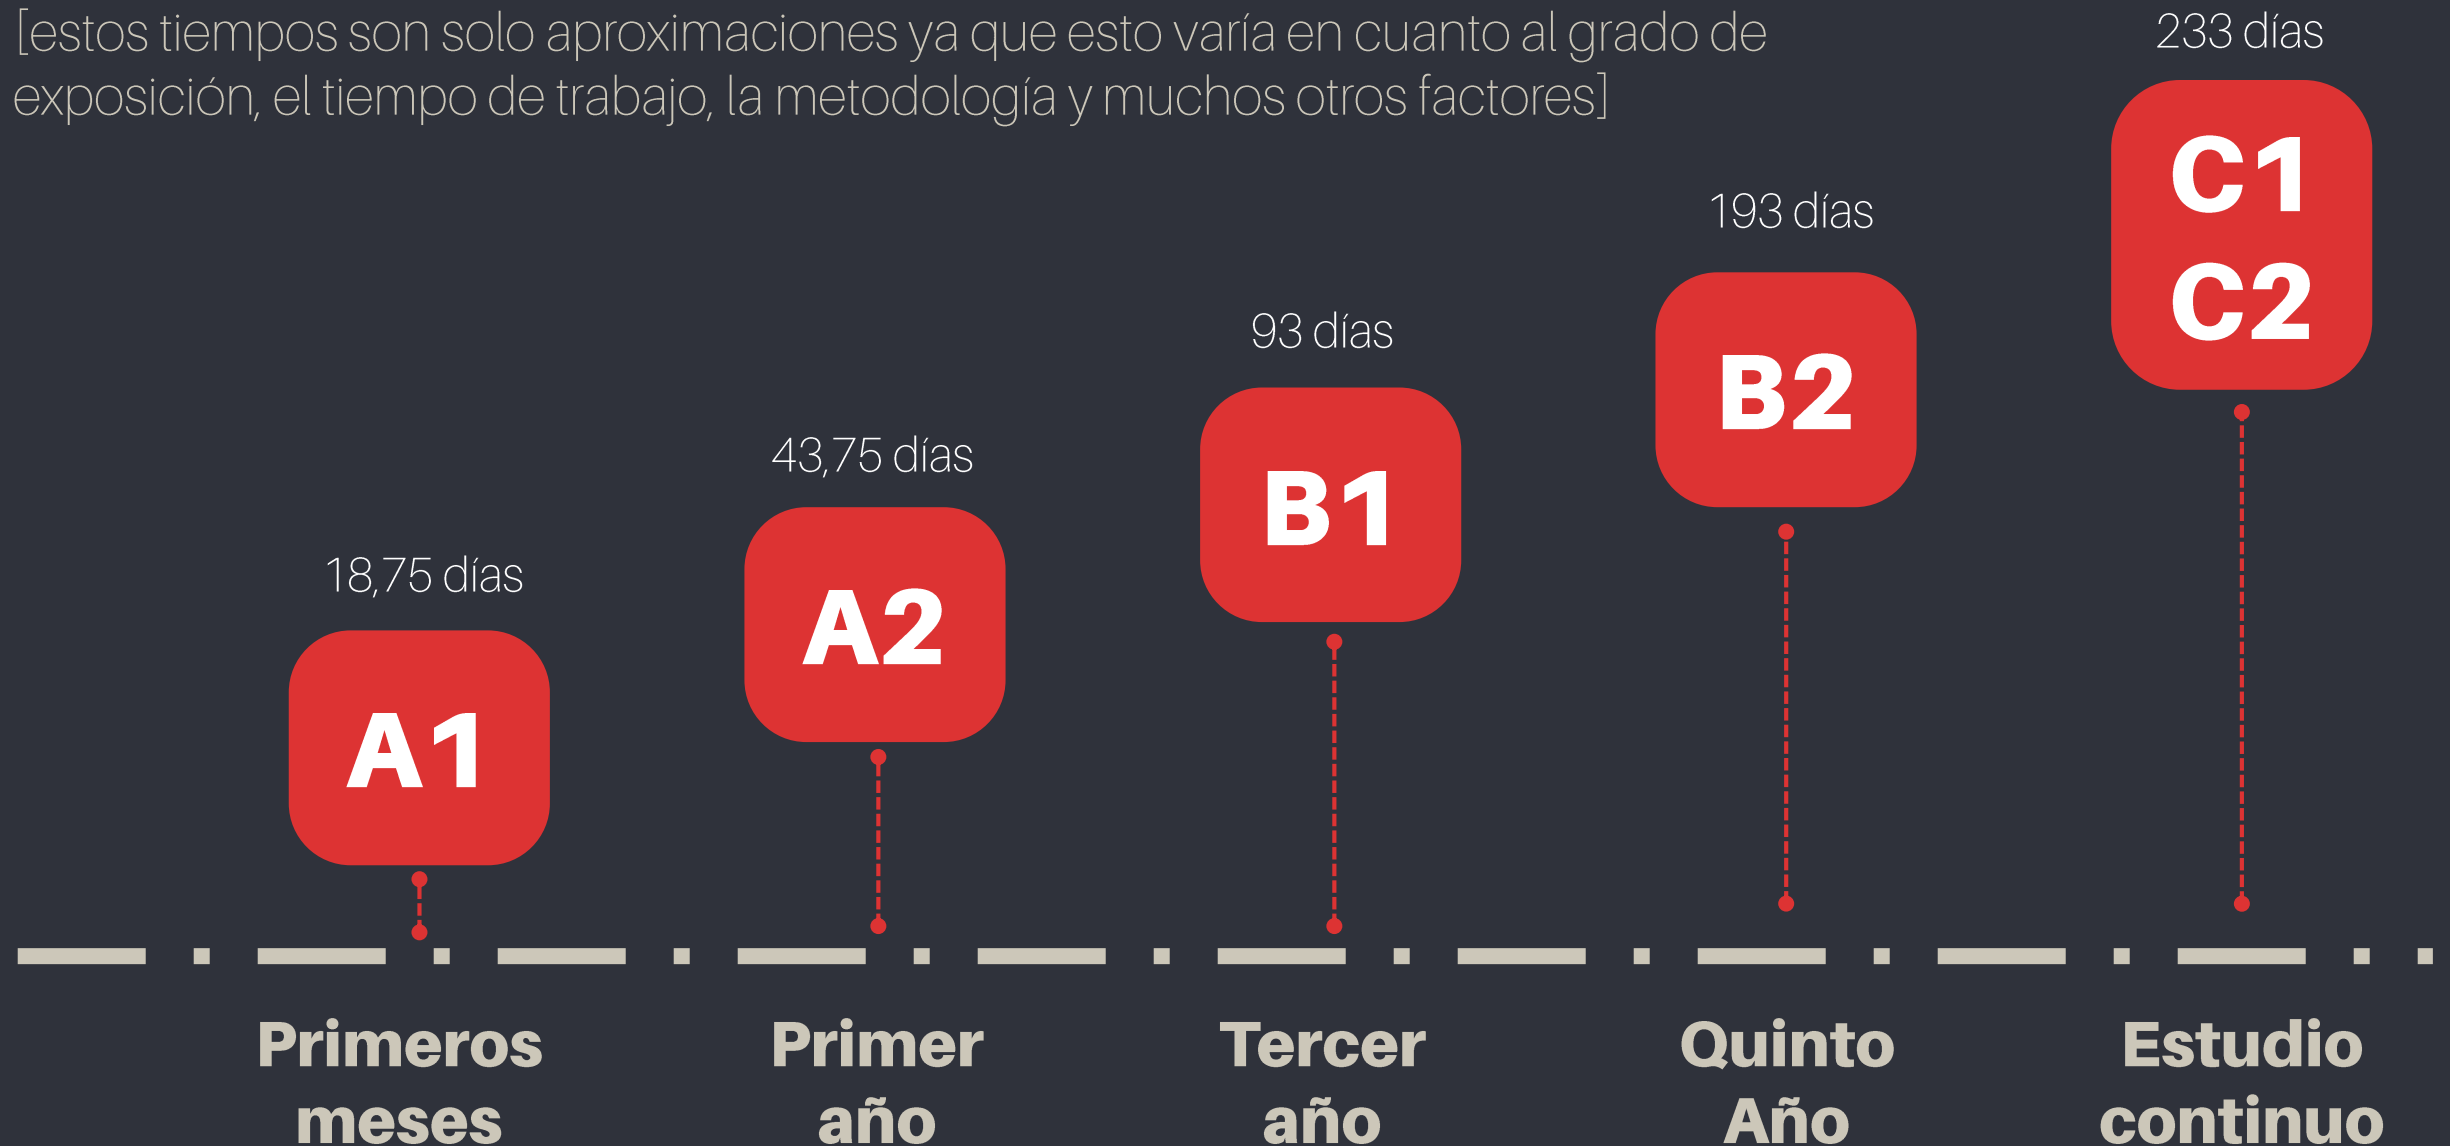 [estos tiempos son solo aproximaciones ya que esto varía en cuanto al grado de
exposición, el tiempo de trabajo, la metodología y muchos otros factores]
18,75 días
A1
Primeros
meses
43,75 días
A2
Primer
año
93 días
B1
Tercer
año
193 días
B2
Quinto
Año
233 días
C1
C2
Estudio
continuo